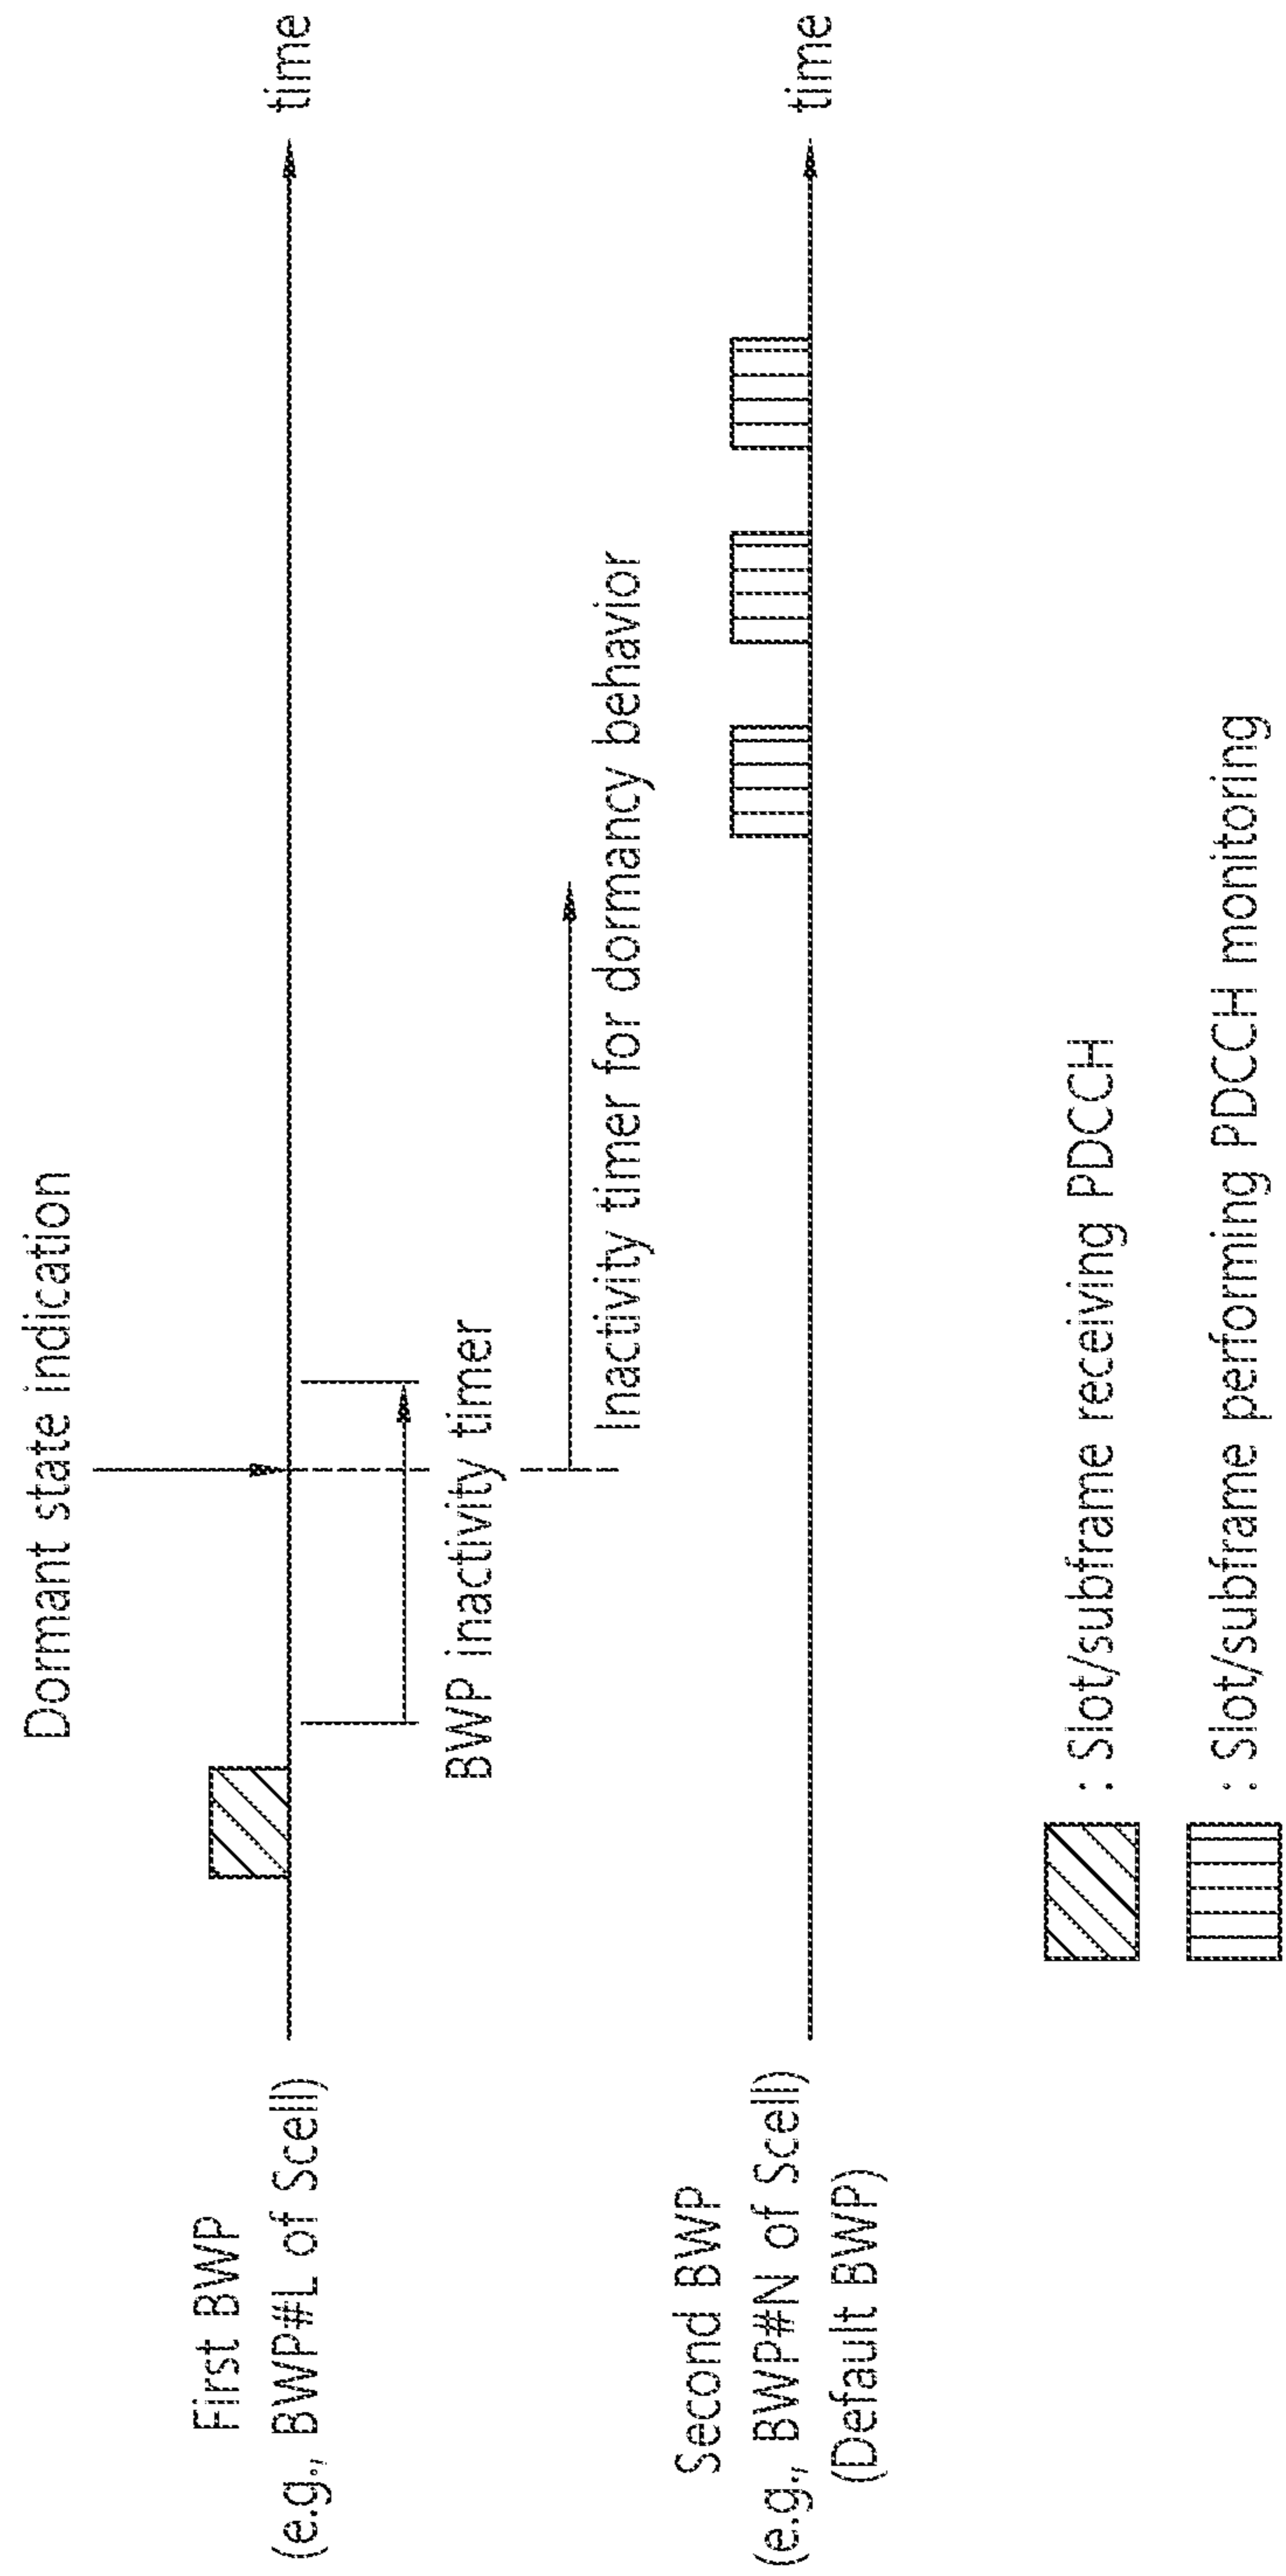 Dormant state indication
First BWP
(e.g., BWP#L of Scell)
time
BWP inactivity timer
Inactivity timer for dormancy behavior
Second BWP
(e.g., BWP#N of Scell)
(Default BWP)
time
: Slot/subframe receiving PDCCH
: Slot/subframe performing PDCCH monitoring